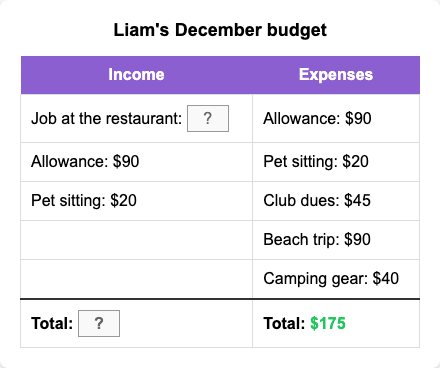 Liam's December budget
Income Expenses
Job at the restaurant: ? Allowance: $90
Allowance: $90 Pet sitting: $20
Pet sitting: $20 Club dues: $45
Beach trip: $90
Camping gear: $40
Total: ? Total: $175